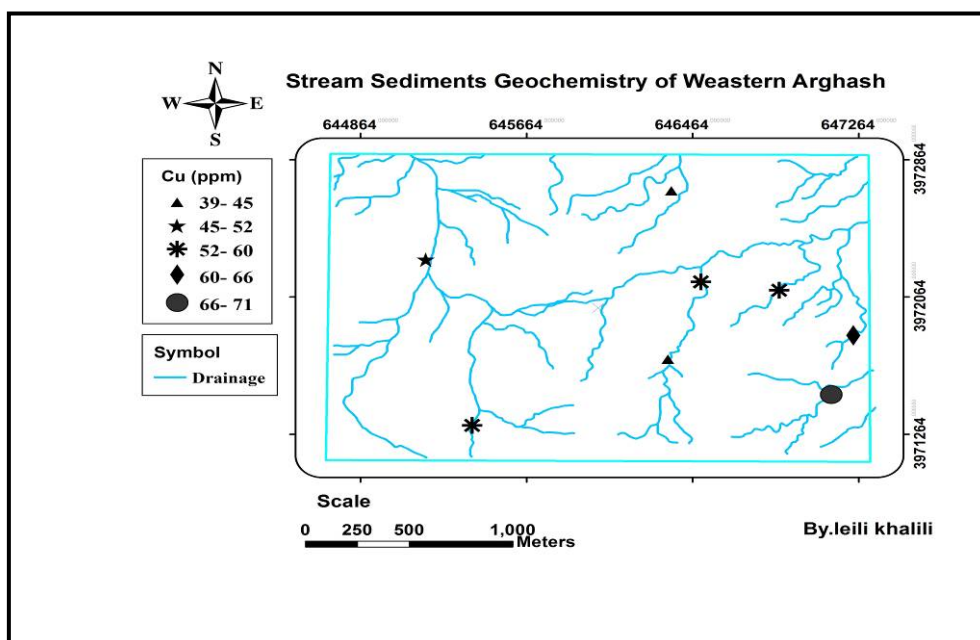 N
Stream Sediments Geochemistry of Weastern Arghash
W E
S
644864 645664 646464 647264
Cu (ppm)
39- 45
45- 52
52- 60
60- 66
66- 71
3972864
3972064
3971264
Symbol
Drainage
Scale
0 250 500 1,000
Meters
By.leili khalili